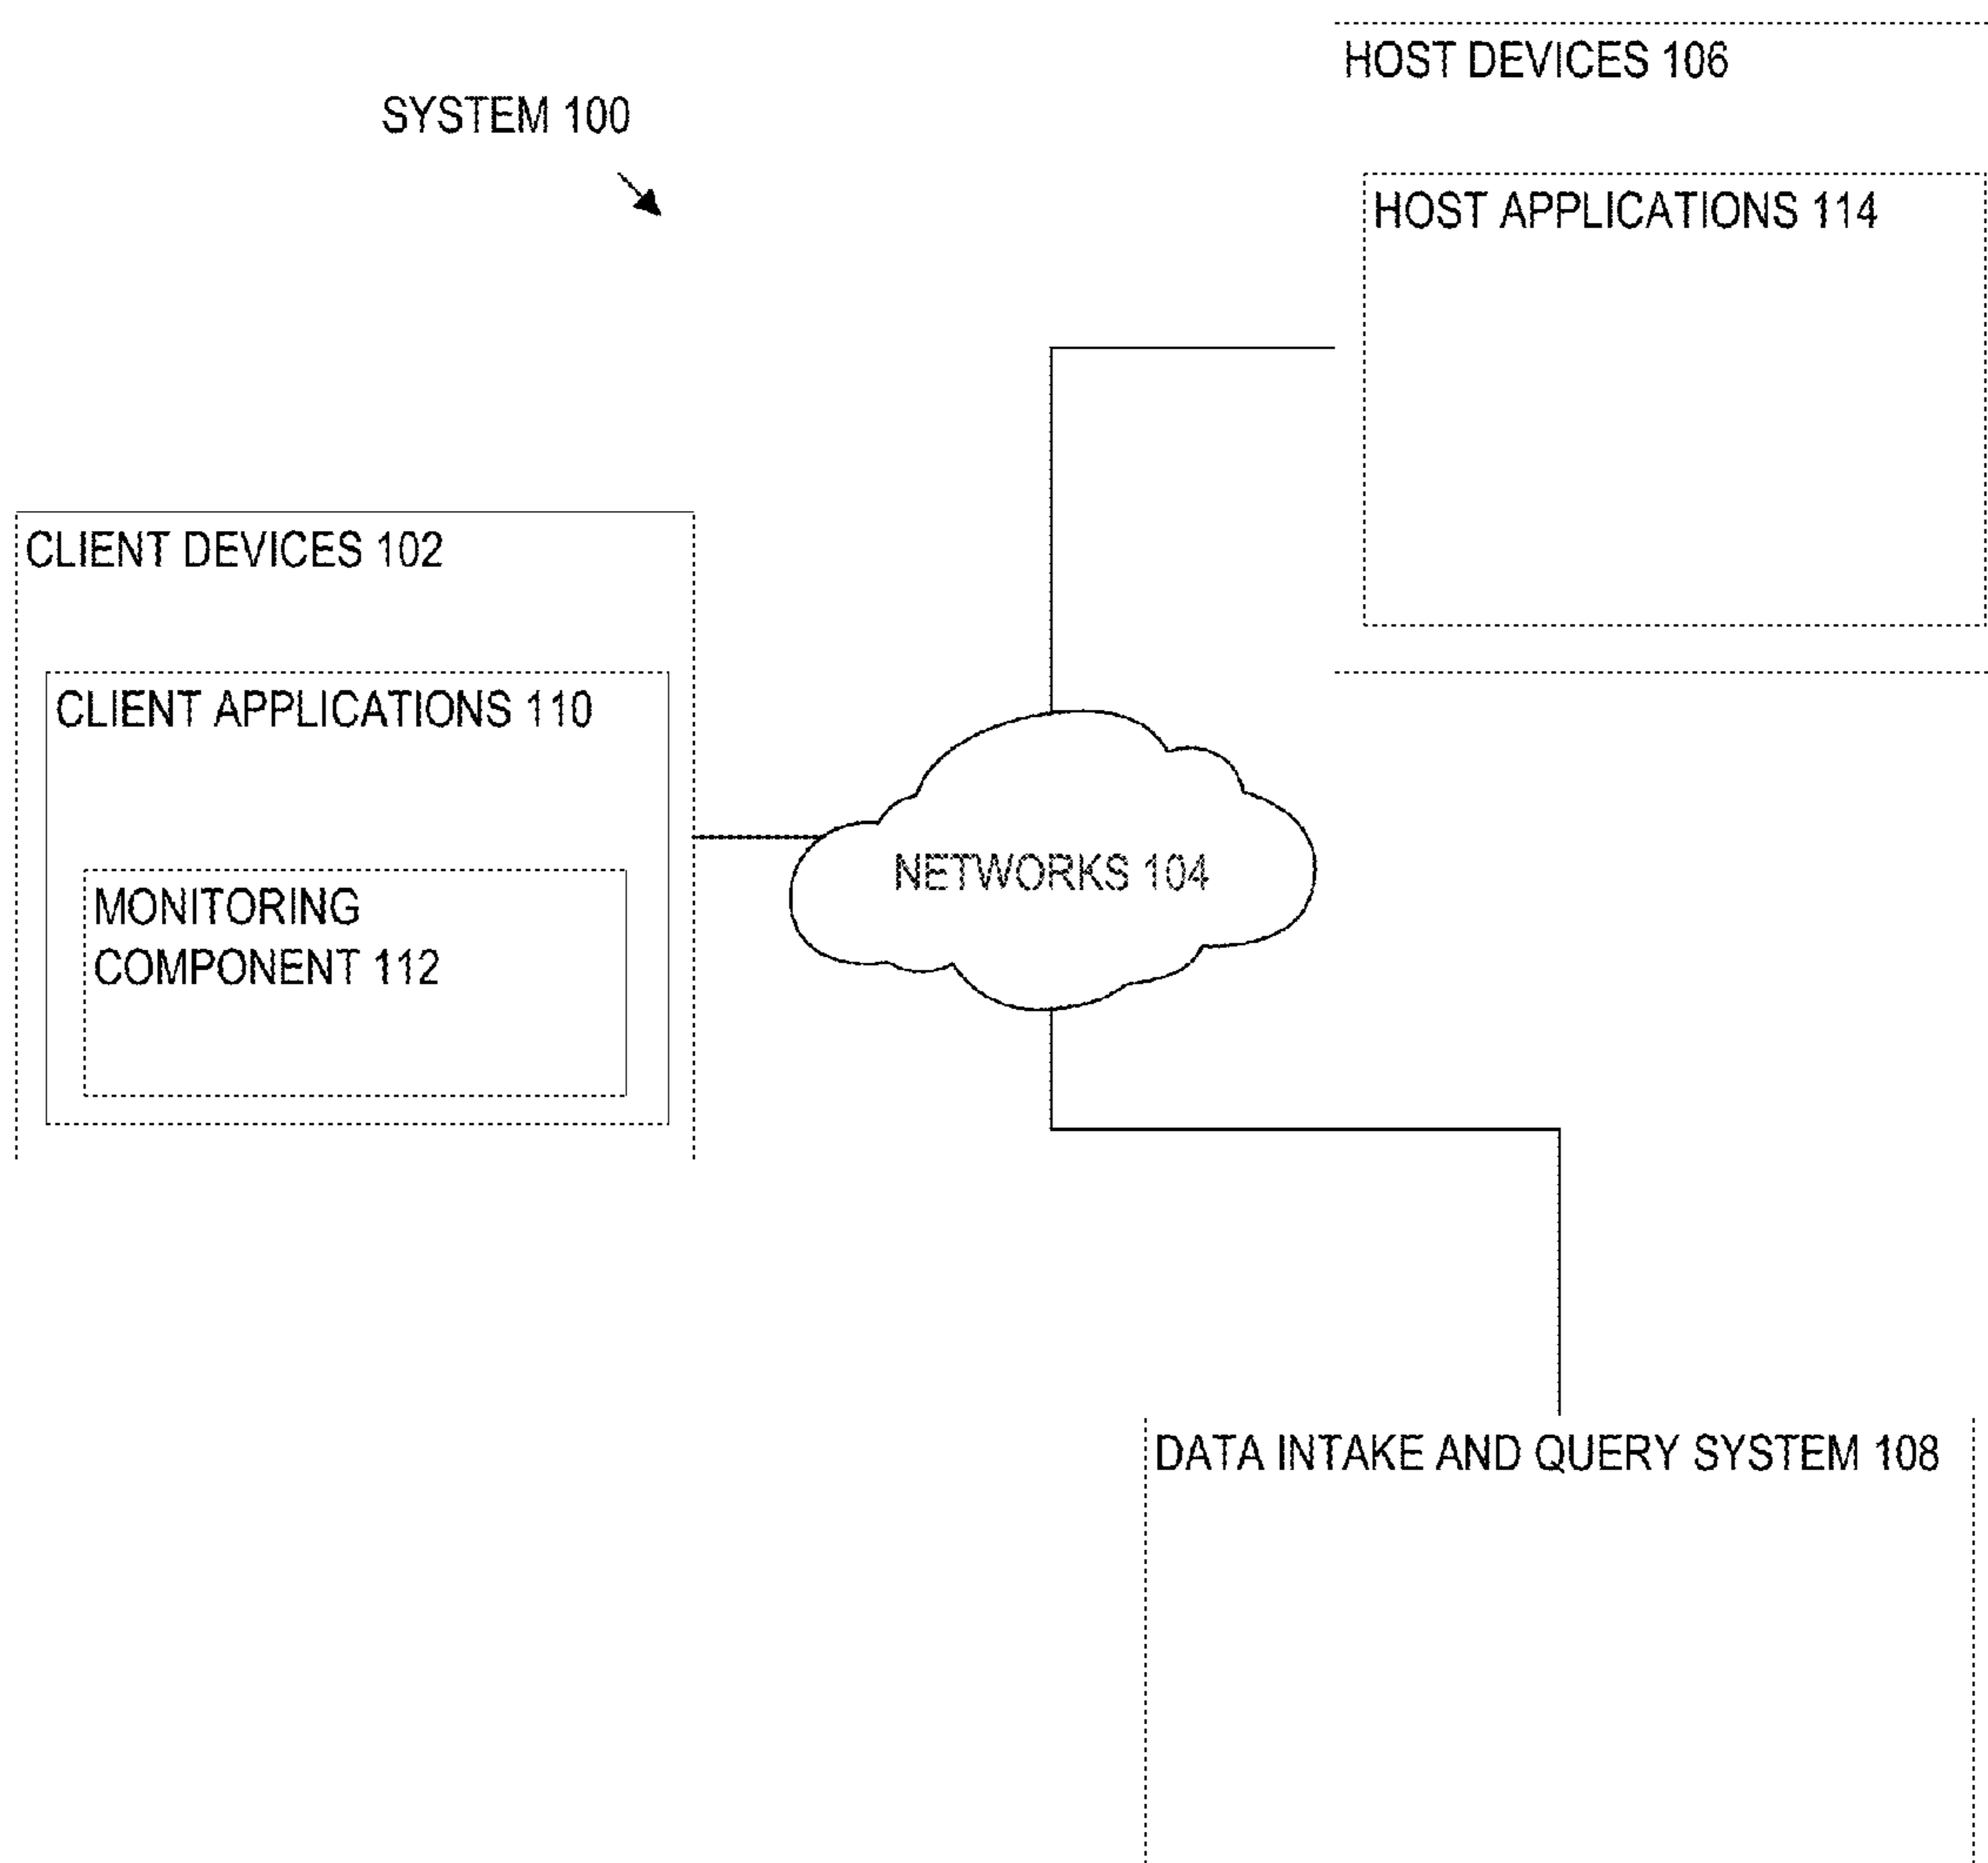 HOST DEVICES 106
SYSTEM 100
HOST APPLICATIONS 114
CLIENT DEVICES 102
CLIENT APPLICATIONS 110
NETWORKS 104
MONITORING
COMPONENT 112
DATA INTAKE AND QUERY SYSTEM 108